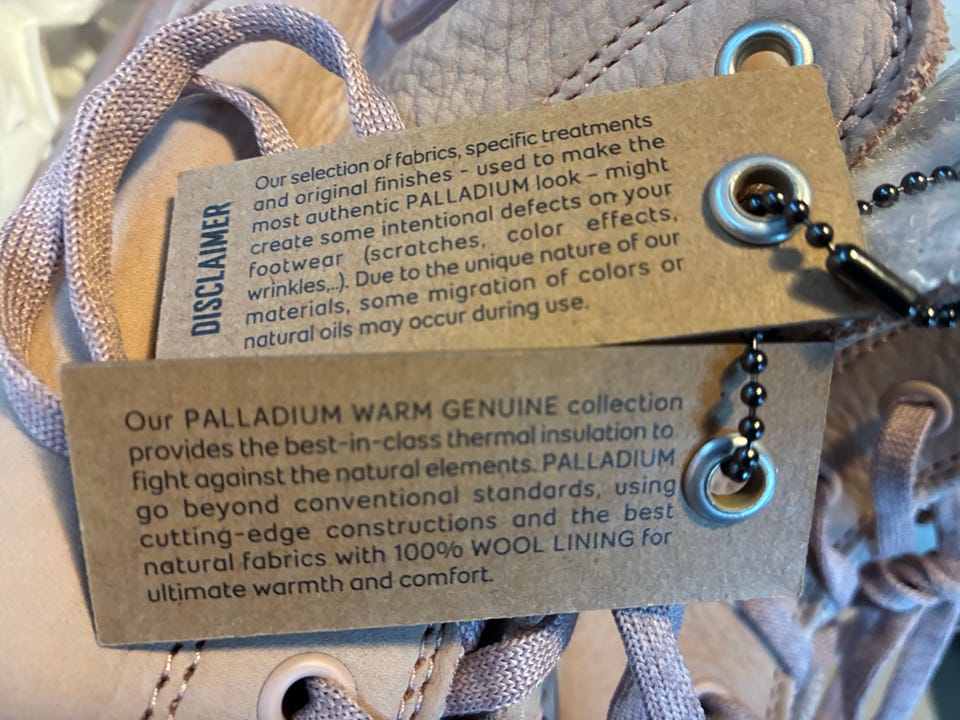 DISCLAIMER
Our selection of fabrics, specific treatments
and original finishes - used to make the
most authentic PALLADIUM look – might
create some intentional defects on your
footwear (scratches, color effects,
wrinkles,..). Due to the unique nature of our
materials, some migration of colors or
natural oils may occur during use.
Our PALLADIUM WARM GENUINE collection
provides the best-in-class thermal insulation to
fight against the natural elements. PALLADIUM
go beyond conventional standards, using
cutting-edge constructions and the best
natural fabrics with 100% WOOL LINING for
ultimate warmth and comfort.